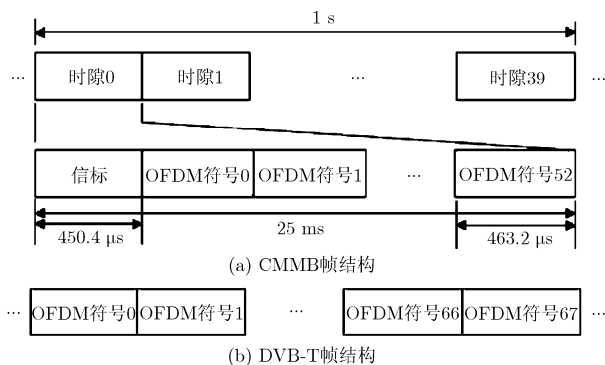 1 s
··· 时隙0 时隙1 ··· 时隙39 ···
信标 OFDM符号0 OFDM符号1 ··· OFDM符号52
450.4 μs 25 ms 463.2 μs
(a) CMMB帧结构
··· OFDM符号0 OFDM符号1 ··· OFDM符号66 OFDM符号67 ···
(b) DVB-T帧结构